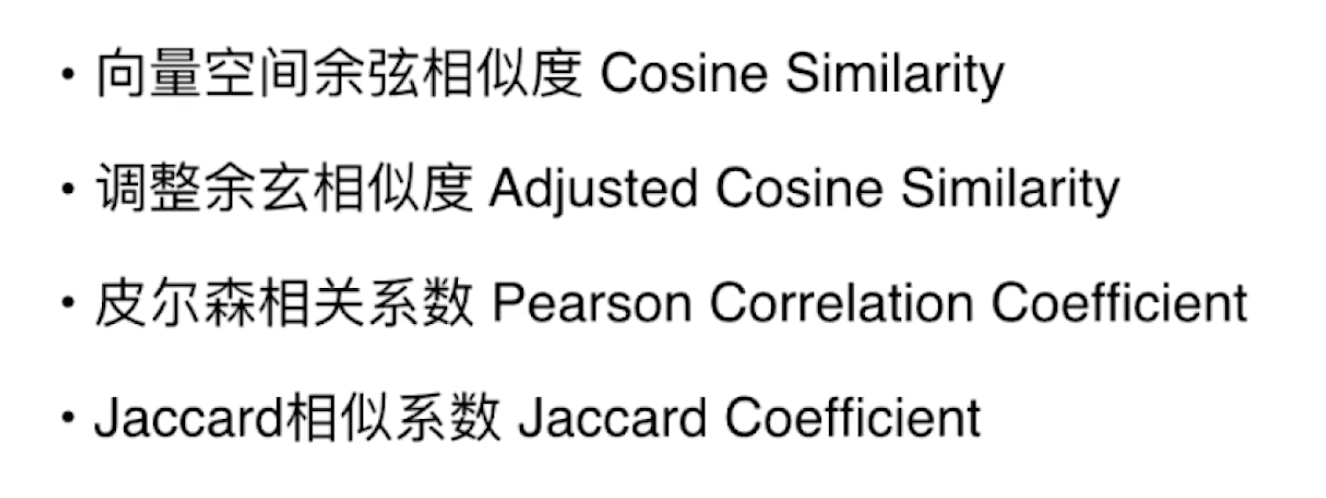 • 向量空间余弦相似度 Cosine Similarity
• 调整余玄相似度 Adjusted Cosine Similarity
• 皮尔森相关系数 Pearson Correlation Coefficient
• Jaccard相似系数 Jaccard Coefficient